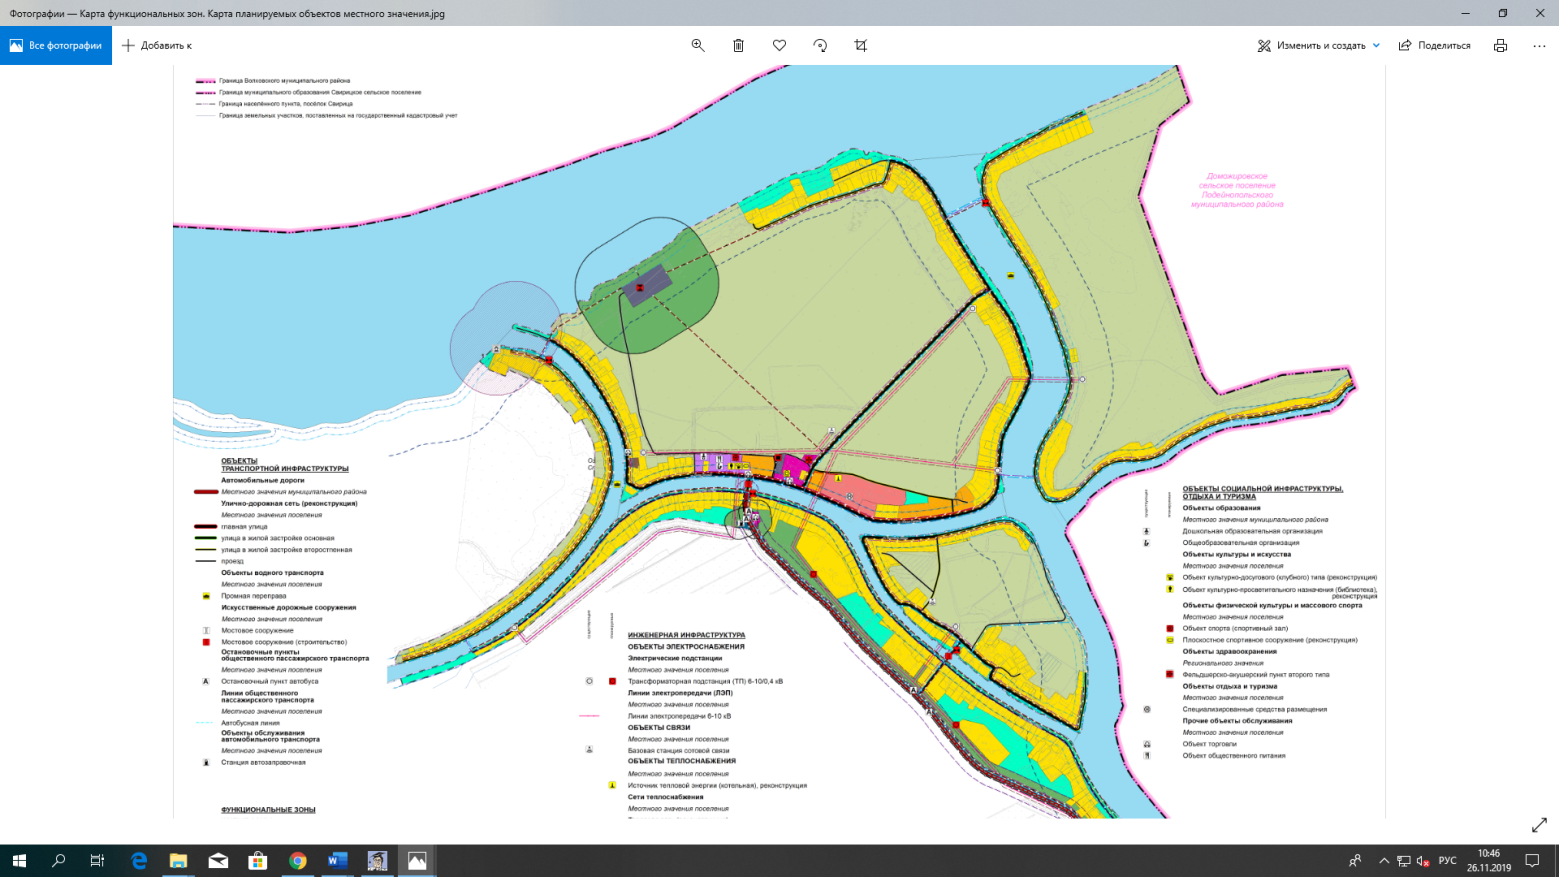 Фотографии — Карта функциональных зон. Карта планируемых объектов местного значения.jpg
Все фотографии
Добавить к
Изменить и создать
Поделиться
Граница Волховского муниципального района
Граница муниципального образования Свирицкое сельское поселение
Граница населённого пункта, посёлок Свирица
Граница земельных участков, поставленных на государственный кадастровый учет
Доможировское
сельское поселение
Лодейнопольского
муниципального района
ОБЪЕКТЫ
ТРАНСПОРТНОЙ ИНФРАСТРУКТУРЫ
Автомобильные дороги
Местного значения муниципального района
Улично-дорожная сеть (реконструкция)
Местного значения поселения
главная улица
улица в жилой застройке основная
улица в жилой застройке второстепенная
проезд
Объекты водного транспорта
Местного значения поселения
Промная переправа
Искусственные дорожные сооружения
Местного значения поселения
Мостовое сооружение
Мостовое сооружение (строительство)
Остановочные пункты
общественного пассажирского транспорта
Местного значения поселения
Остановочный пункт автобуса
Линии общественного
пассажирского транспорта
Местного значения поселения
Автобусная линия
Объекты обслуживания
автомобильного транспорта
Местного значения поселения
Станция автозаправочная
ФУНКЦИОНАЛЬНЫЕ ЗОНЫ
ИНЖЕНЕРНАЯ ИНФРАСТРУКТУРА
ОБЪЕКТЫ ЭЛЕКТРОСНАБЖЕНИЯ
Электрические подстанции
Местного значения поселения
Трансформаторная подстанция (ТП) 6-10/0,4 кВ
Линии электропередачи (ЛЭП)
Местного значения поселения
Линии электропередачи 6-10 кВ
ОБЪЕКТЫ СВЯЗИ
Местного значения поселения
Базовая станция сотовой связи
ОБЪЕКТЫ ТЕПЛОСНАБЖЕНИЯ
Местного значения поселения
Источник тепловой энергии (котельная), реконструкция
Сети теплоснабжения
Местного значения поселения
ОБЪЕКТЫ СОЦИАЛЬНОЙ ИНФРАСТРУКТУРЫ,
ОТДЫХА И ТУРИЗМА
Объекты образования
Местного значения муниципального района
Дошкольная образовательная организация
Общеобразовательная организация
Объекты культуры и искусства
Местного значения поселения
Объект культурно-досугового (клубного) типа (реконструкция)
Объект культурно-просветительного назначения (библиотека),
реконструкция
Объекты физической культуры и массового спорта
Местного значения поселения
Объект спорта (спортивный зал)
Плоскостное спортивное сооружение (реконструкция)
Объекты здравоохранения
Регионального значения
Фельдшерско-акушерский пункт второго типа
Объекты отдыха и туризма
Местного значения поселения
Специализированные средства размещения
Прочие объекты обслуживания
Местного значения поселения
Объект торговли
Объект общественного питания
РУС
10:46
26.11.2019